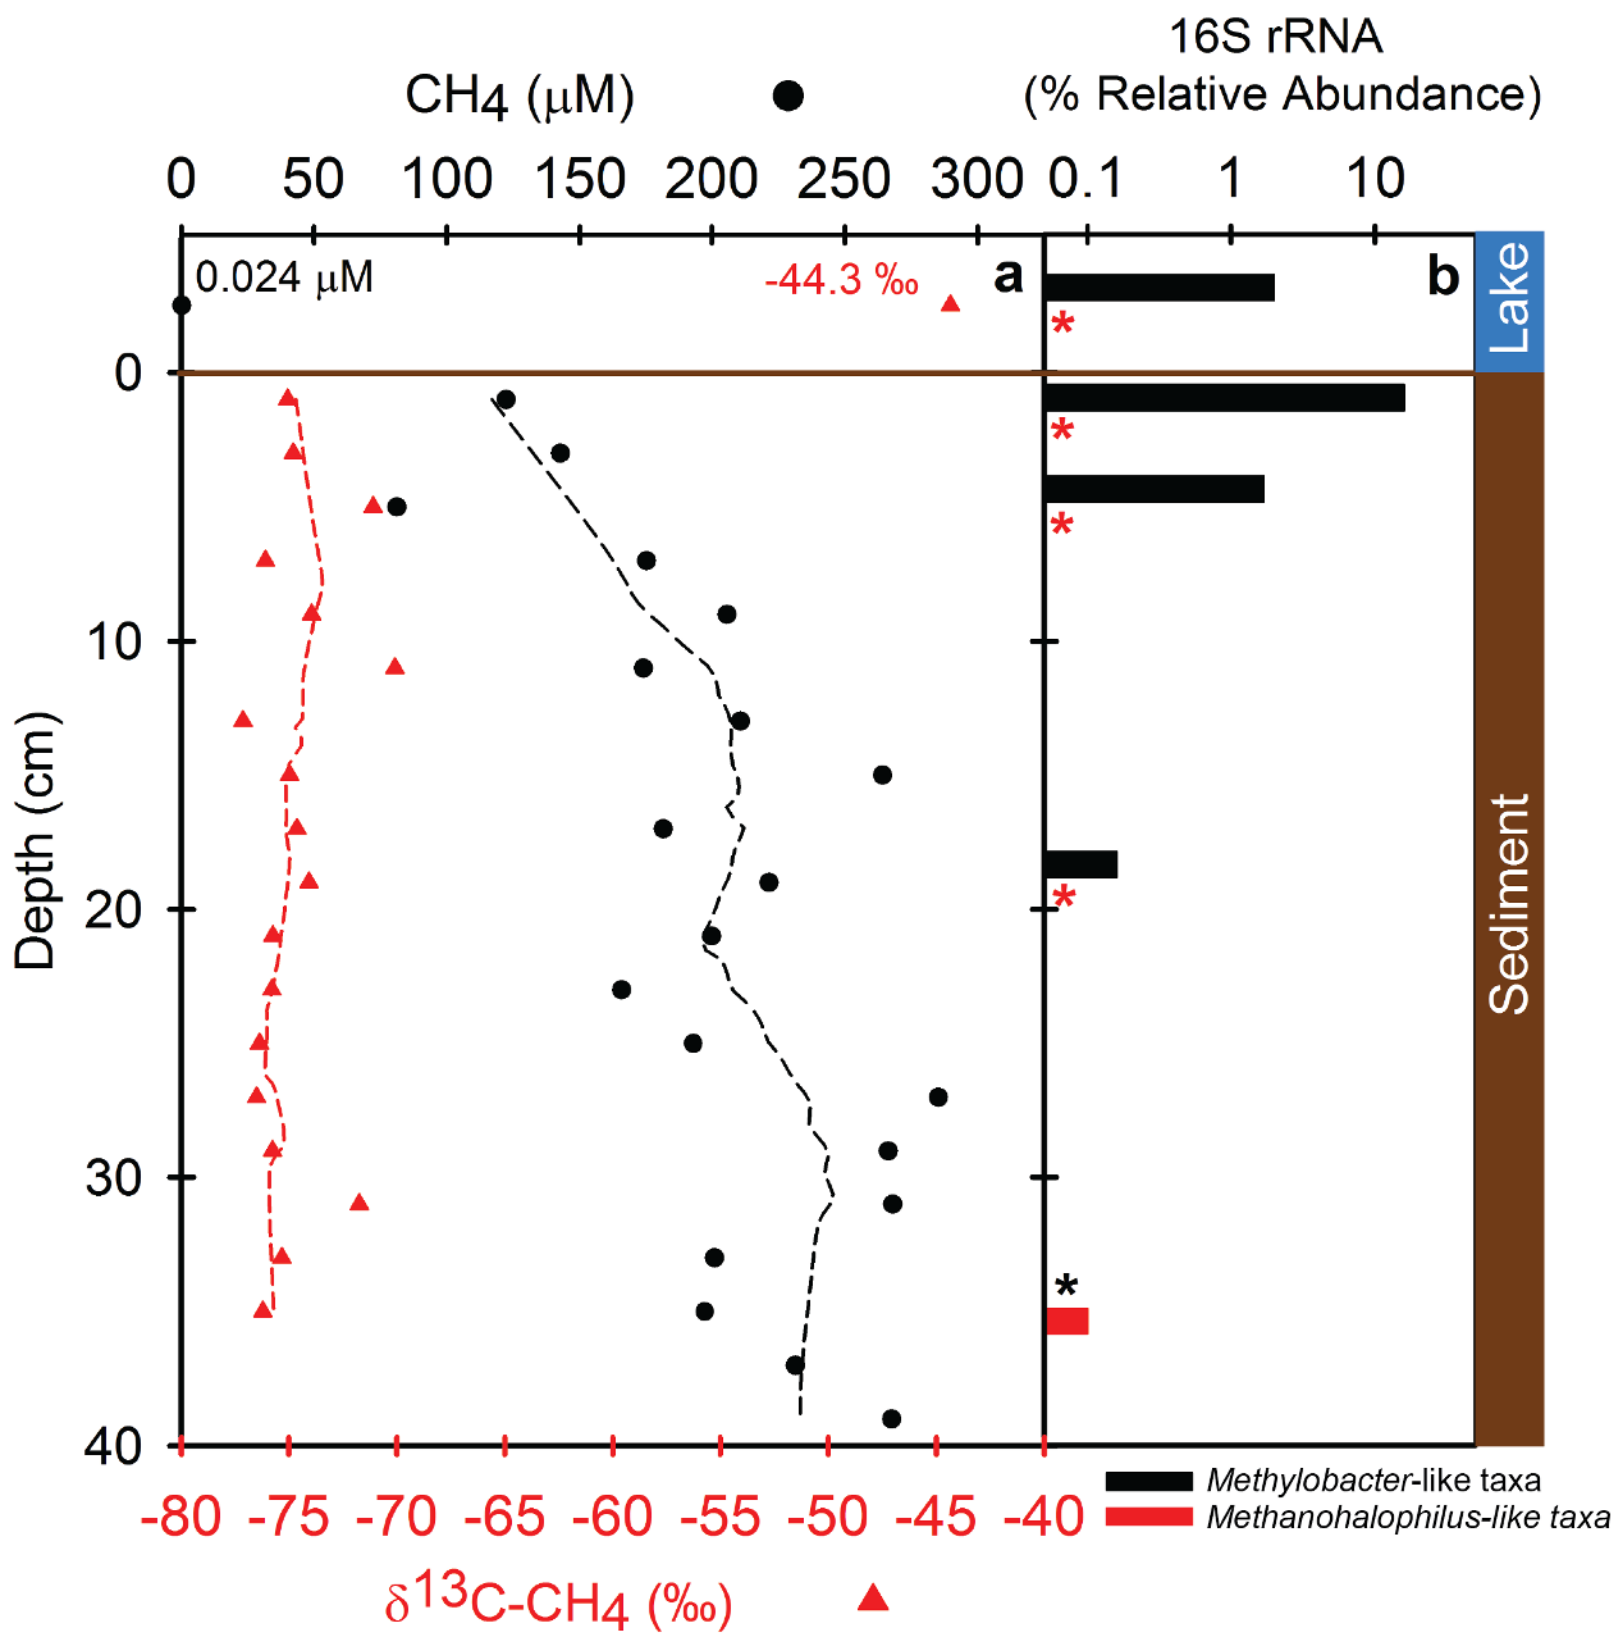 16S rRNA
CH4 (μM) (% Relative Abundance)
0 50 100 150 200 250 300 0.1 1 10
0.024 μM -44.3 ‰ a b Lake
*
0
*
*
10
Depth (cm)
*
20
Sediment
30
*
40
-80 -75 -70 -65 -60 -55 -50 -45 -40
Methylobacter-like taxa
Methanohalophilus-like taxa
δ13C-CH4 (‰)